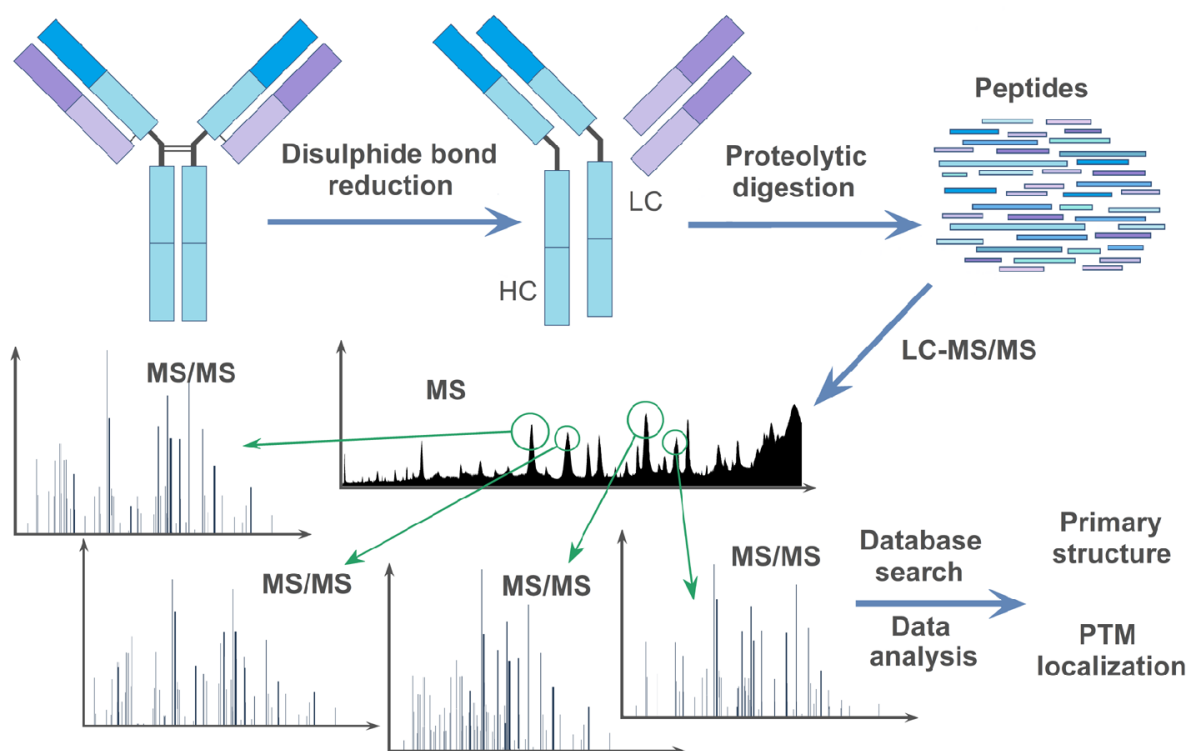 Disulphide bond
reduction
HC
LC
Proteolytic
digestion
Peptides
LC-MS/MS
MS
MS/MS
MS/MS
MS/MS
MS/MS
Database
search
Data
analysis
Primary
structure
PTM
localization